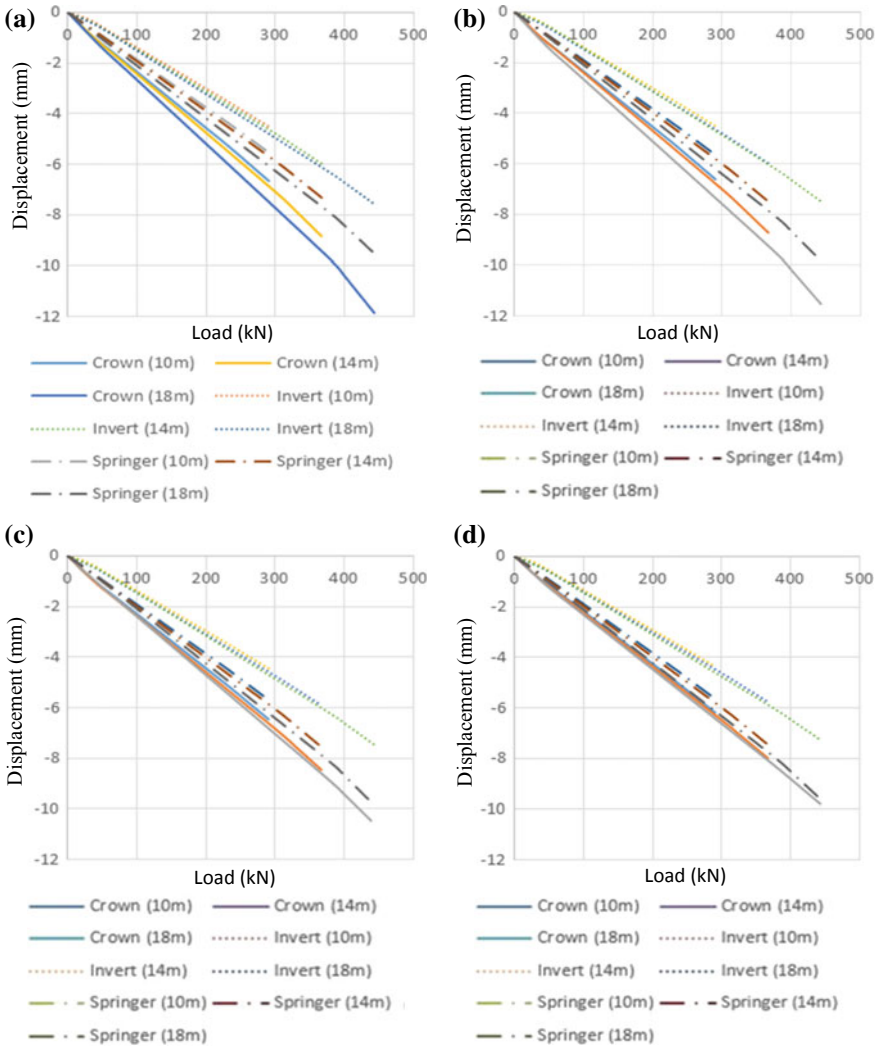 (a)
0
0 100 200 300 400 500
-2
-4
-6
-8
-10
-12
Displacement (mm)
Load (kN)
Crown (10m) Crown (14m)
Crown (18m) Invert (10m)
Invert (14m) Invert (18m)
Springer (10m) Springer (14m)
Springer (18m)
(b)
0
0 100 200 300 400 500
-2
-4
-6
-8
-10
-12
Displacement (mm)
Load (kN)
Crown (10m) Crown (14m)
Crown (18m) Invert (10m)
Invert (14m) Invert (18m)
Springer (10m) Springer (14m)
Springer (18m)
(c)
0
0 100 200 300 400 500
-2
-4
-6
-8
-10
-12
Displacement (mm)
Load (kN)
Crown (10m) Crown (14m)
Crown (18m) Invert (10m)
Invert (14m) Invert (18m)
Springer (10m) Springer (14m)
Springer (18m)
(d)
0
0 100 200 300 400 500
-2
-4
-6
-8
-10
-12
Displacement (mm)
Load (kN)
Crown (10m) Crown (14m)
Crown (18m) Invert (10m)
Invert (14m) Invert (18m)
Springer (10m) Springer (14m)
Springer (18m)